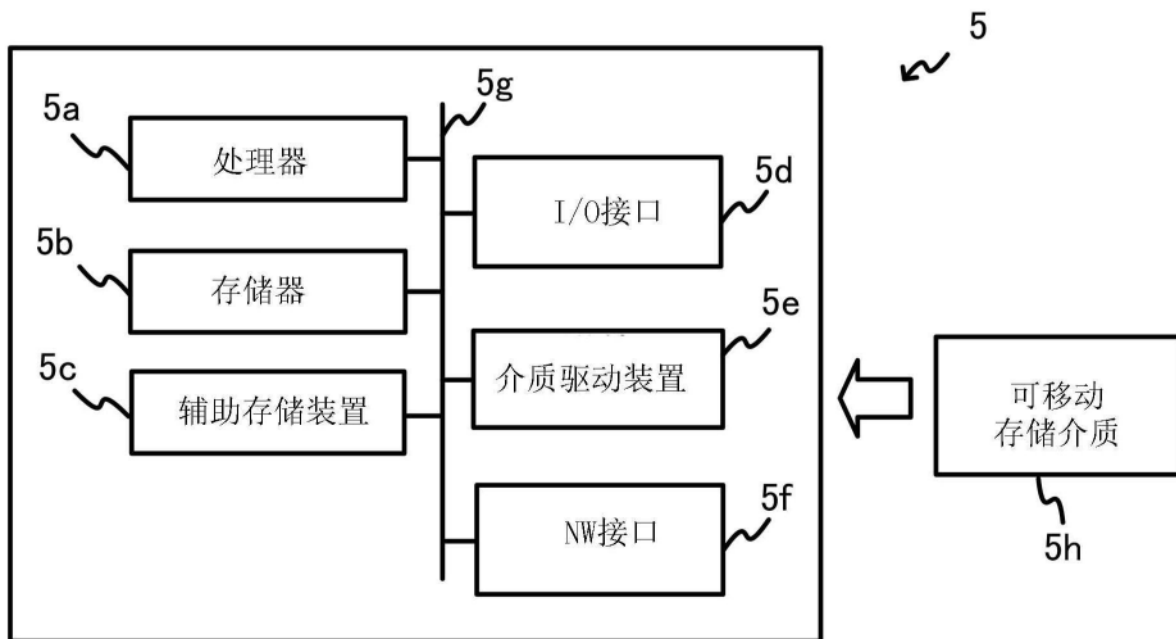 5
5g
5a
处理器
5d
I/O接口
5b
存储器
5e
介质驱动装置
5c
辅助存储装置
可移动
存储介质
5f
NW接口
5h